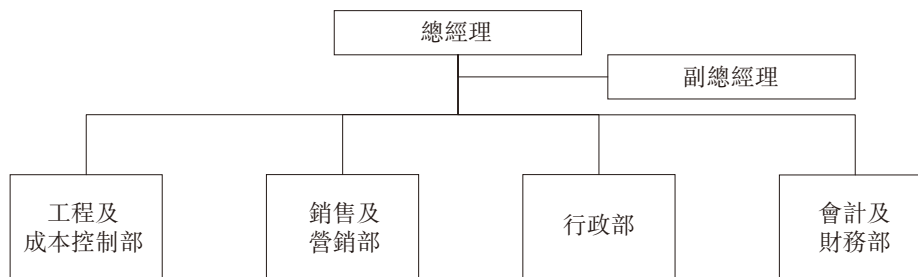 總經理
副總經理
工程及
成本控制部
銷售及
營銷部
行政部
會計及
財務部